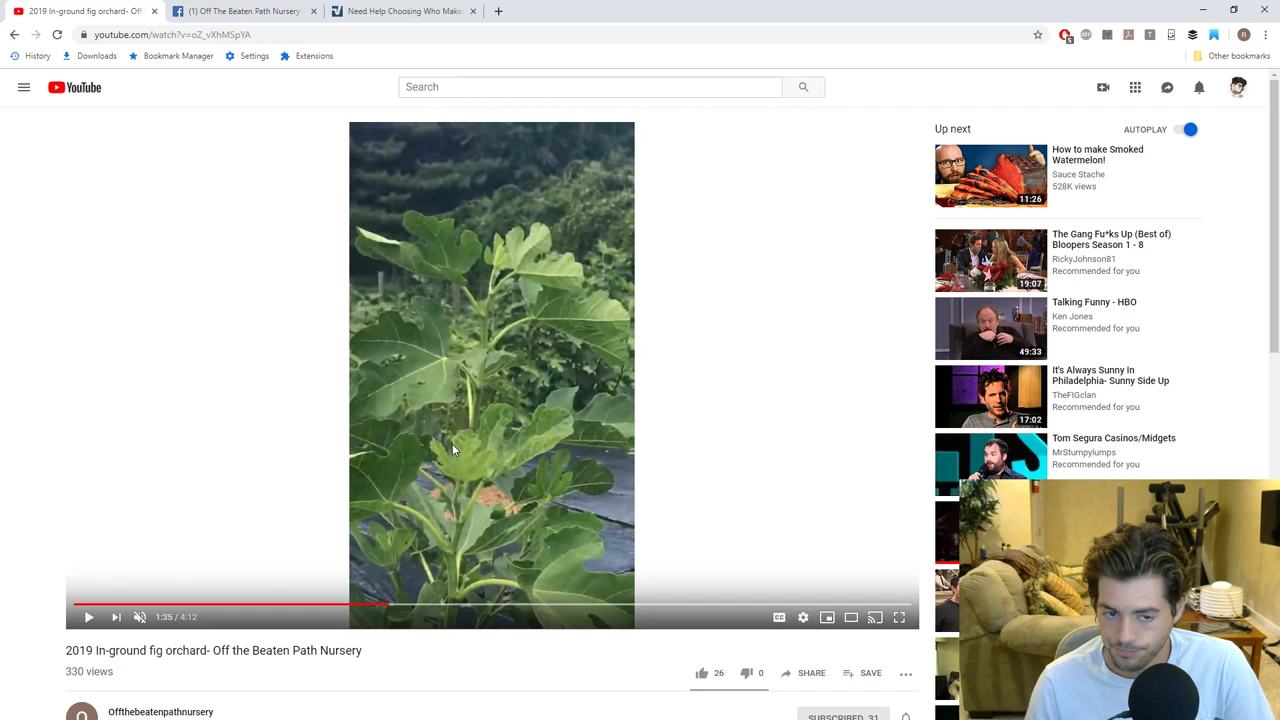 2019 In-ground fig orchard- Off
(1) Off The Beaten Path Nursery
Need Help Choosing Who Make
youtube.com/watch?v=oZ_vXhMSpYA
History
Downloads
Bookmark Manager
Settings
Extensions
Other bookmarks
YouTube
Search
Up next
AUTOPLAY
How to make Smoked
Watermelon!
Sauce Stache
528K views
11:26
The Gang Fu*ks Up (Best of)
Bloopers Season 1 - 8
RickyJohnson81
Recommended for you
19:07
Talking Funny - HBO
Ken Jones
Recommended for you
49:33
It's Always Sunny In
Philadelphia- Sunny Side Up
TheFIGclan
Recommended for you
17:02
Tom Segura Casinos/Midgets
MrStumpylumps
Recommended for you
1:35 / 4:12
2019 In-ground fig orchard- Off the Beaten Path Nursery
330 views
26
0
SHARE
SAVE
Offthebeatenpathnursery
SUBSCRIBED 31